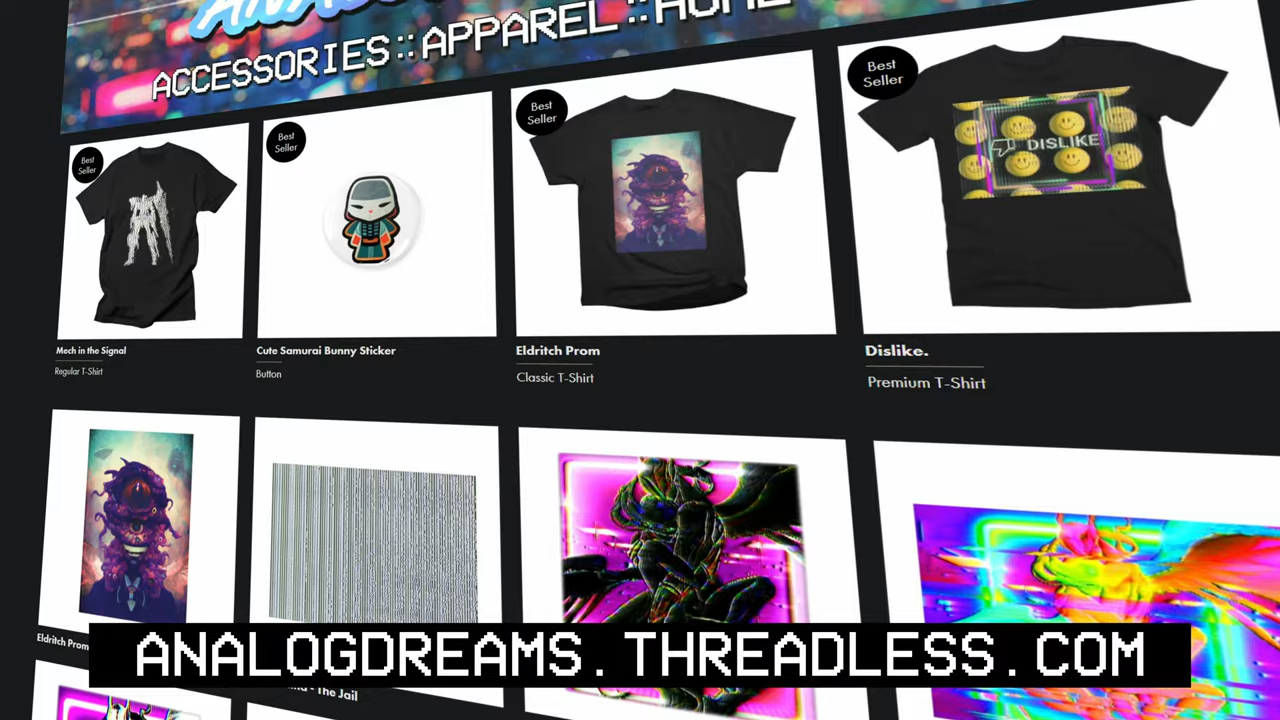 ACCESSORIES :: APPAREL :: HOME
Best
Seller
Best
Seller
Best
Seller
Best
Seller
DISLIKE
Mech in the Signal
Regular T-Shirt
Cute Samurai Bunny Sticker
Button
Eldritch Prom
Classic T-Shirt
Dislike.
Premium T-Shirt
Eldritch Prom
- The Jail
ANALOGDREAMS.THREADLESS.COM